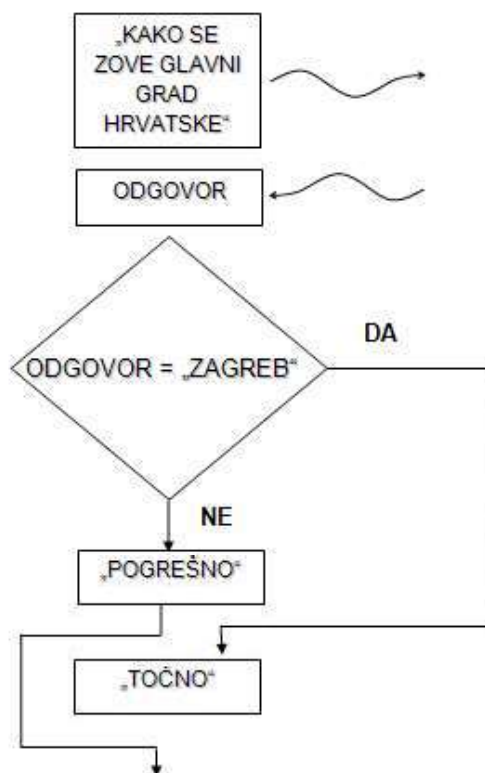 „KAKO SE
ZOVE GLAVNI
GRAD
HRVATSKE“
ODGOVOR
DA
ODGOVOR = „ZAGREB“
NE
„POGREŠNO“
„TOČNO“